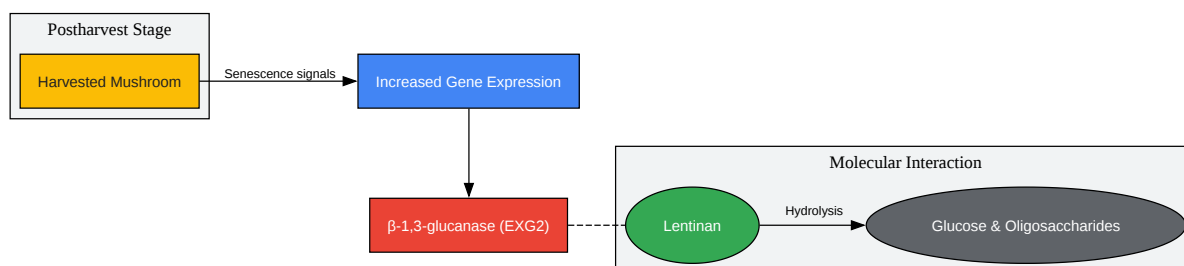 Postharvest Stage
Harvested Mushroom
Senescence signals
Increased Gene Expression
Molecular Interaction
β-1,3-glucanase (EXG2)
Lentinan
Hydrolysis
Glucose & Oligosaccharides